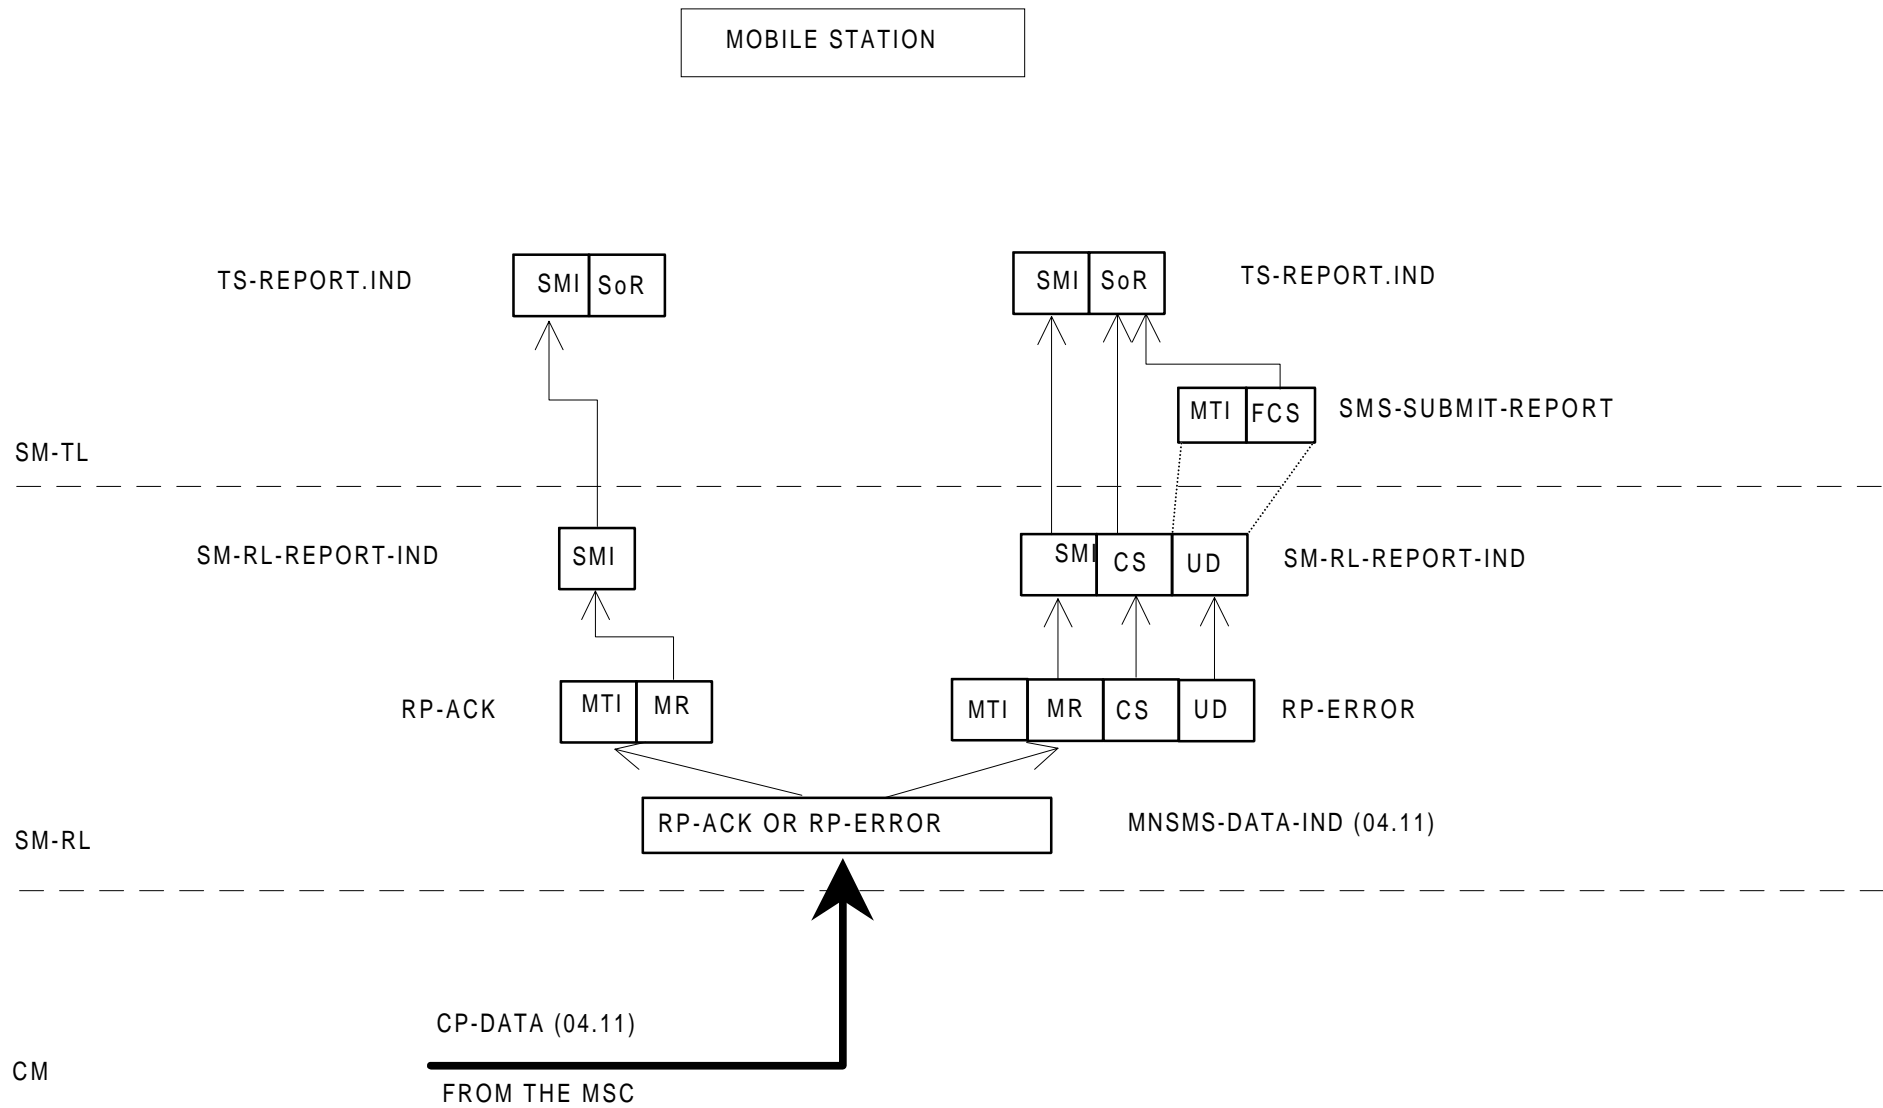 MOBILE STATION
TS-REPORT.IND
SMI SoR
SMI SoR
TS-REPORT.IND
MTI FCS
SMS-SUBMIT-REPORT
SM-TL
SM-RL-REPORT-IND
SMI
SMI CS UD
SM-RL-REPORT-IND
RP-ACK
MTI MR
MTI MR CS UD
RP-ERROR
RP-ACK OR RP-ERROR
MNSMS-DATA-IND (04.11)
SM-RL
CP-DATA (04.11)
CM
FROM THE MSC